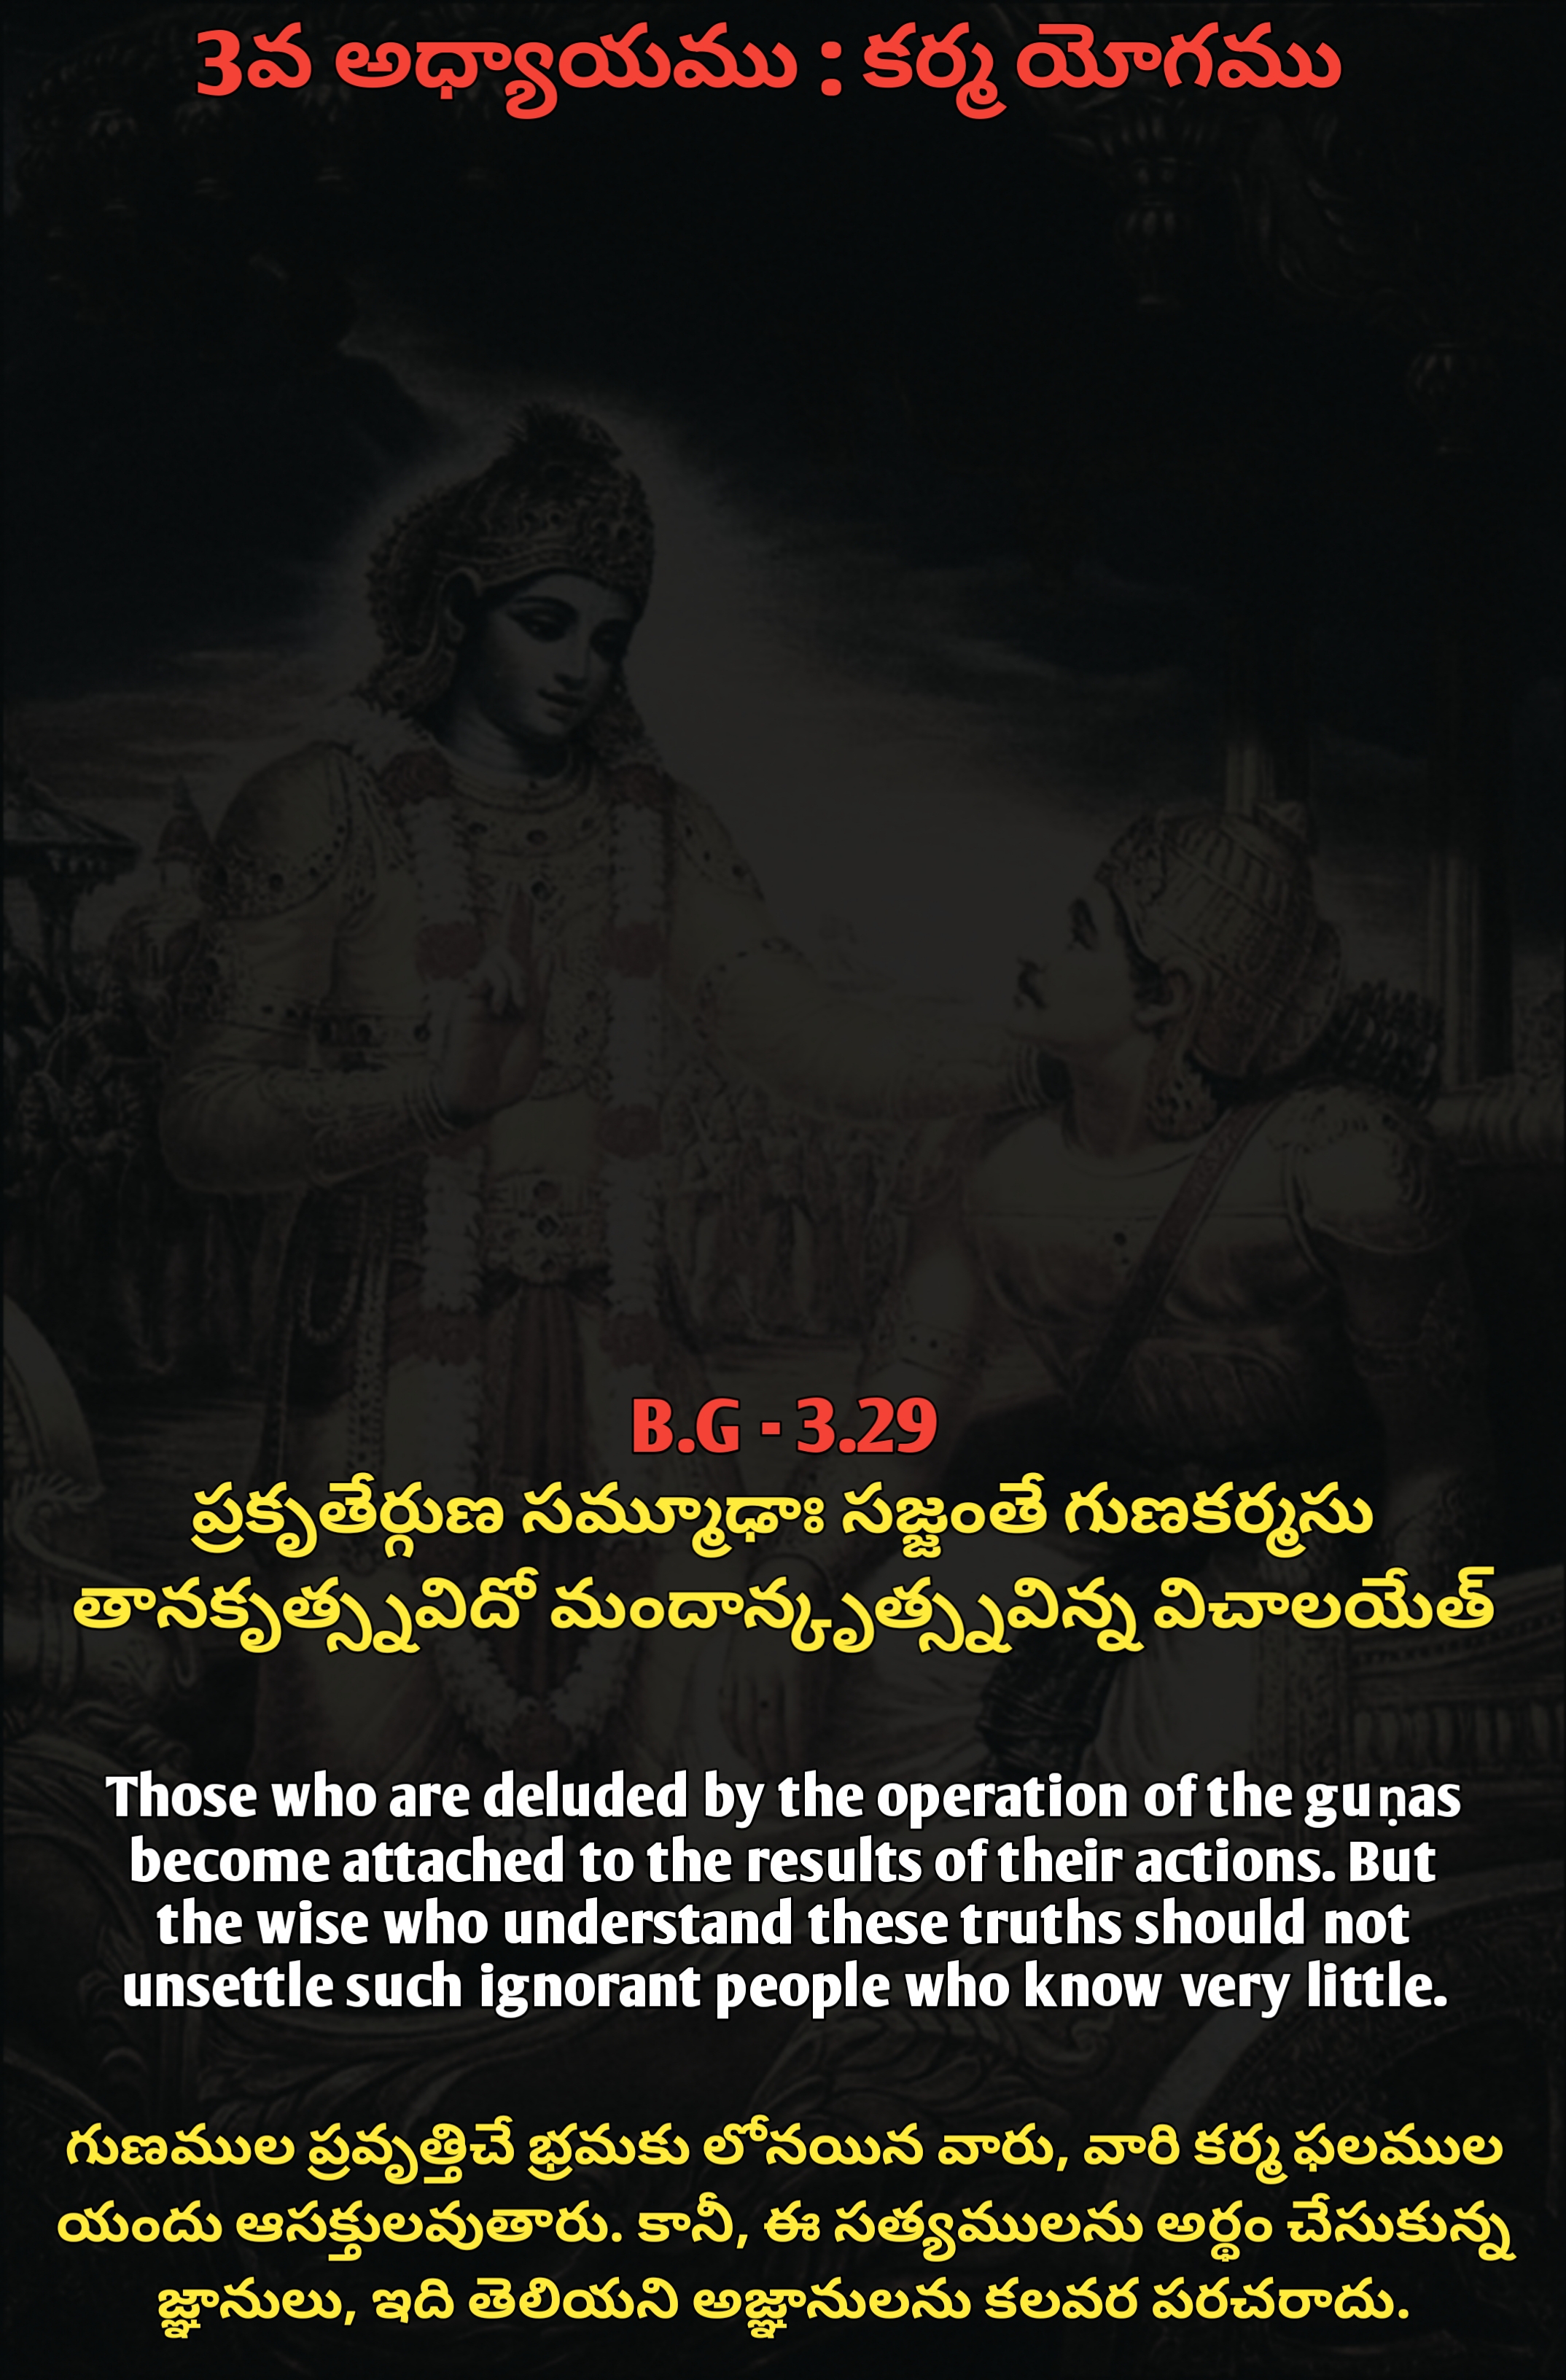 3వ అధ్యాయము : కర్మ యోగము
B.G - 3.29
ప్రకృతేర్గుణ సమ్మూఢాః సజ్జంతే గుణకర్మసు
తానకృత్స్నవిదో మందాన్కృత్స్నవిన్న విచాలయేత్
Those who are deluded by the operation of the guṇas
become attached to the results of their actions. But
the wise who understand these truths should not
unsettle such ignorant people who know very little.
గుణముల ప్రవృత్తిచే భ్రమకు లోనయిన వారు, వారి కర్మ ఫలముల
యందు ఆసక్తులవుతారు. కానీ, ఈ సత్యములను అర్థం చేసుకున్న
జ్ఞానులు, ఇది తెలియని అజ్ఞానులను కలవర పరచరాదు.